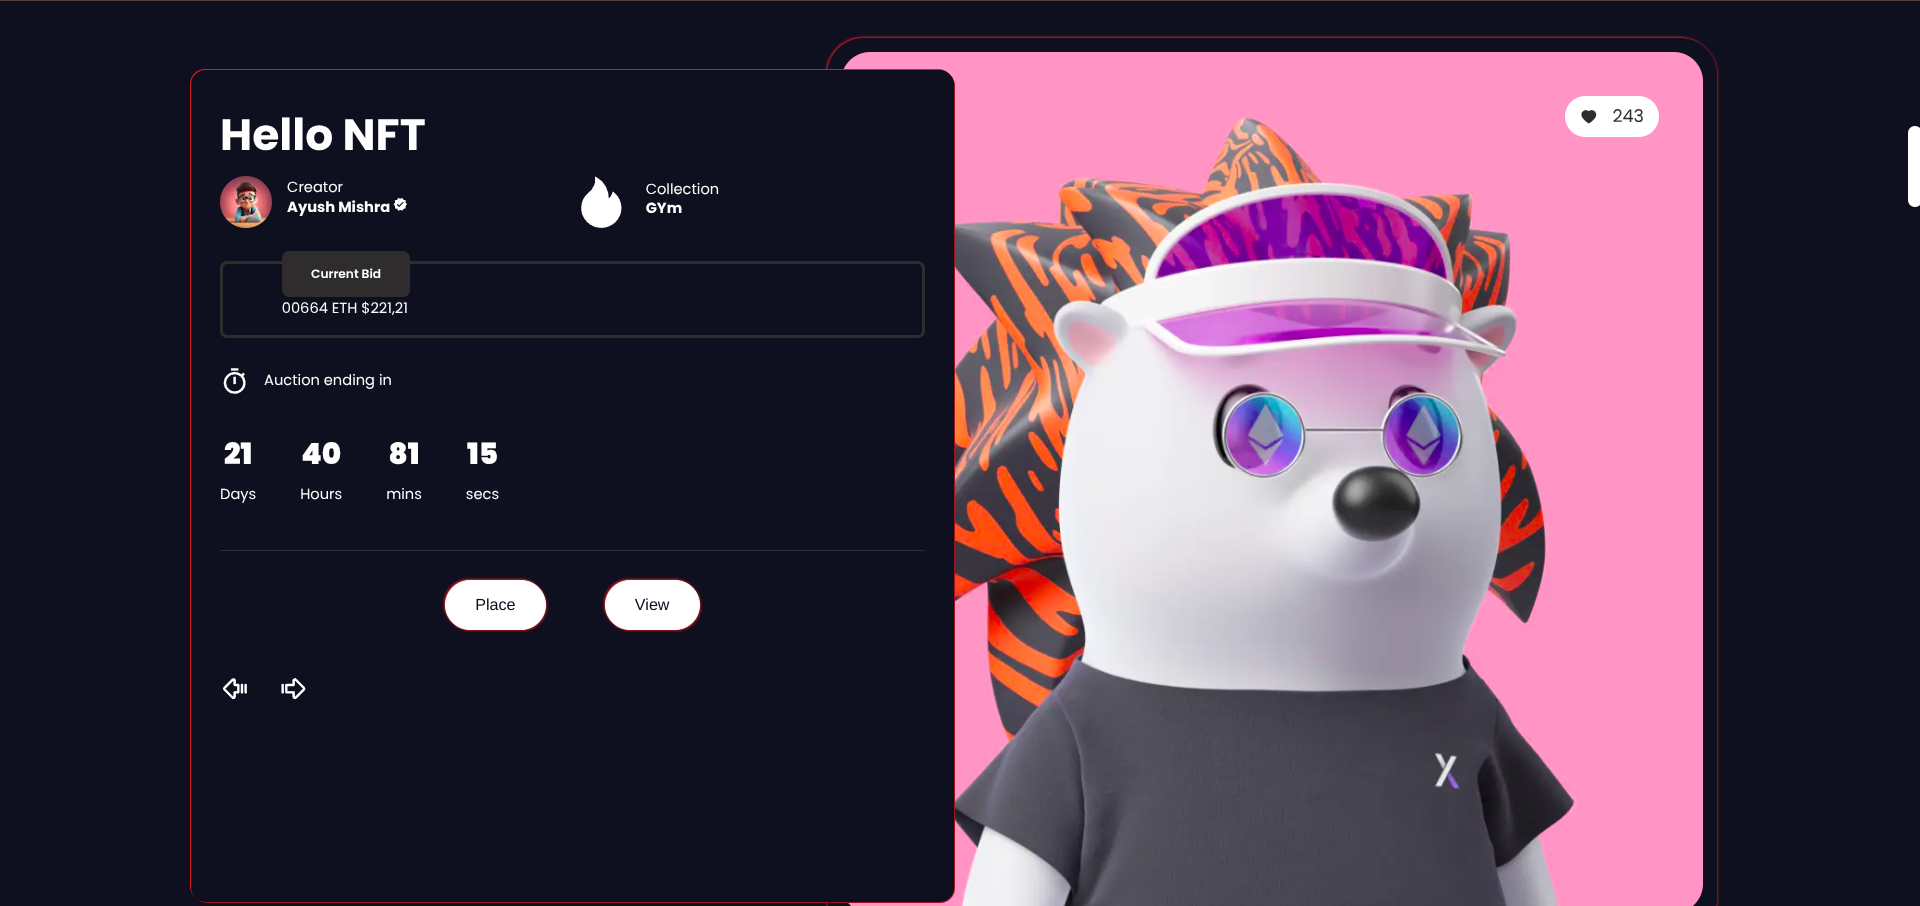 Hello NFT
Creator
Ayush Mishra
Collection
GYm
Current Bid
00664 ETH $221,21
Auction ending in
21 40 81 15
Days Hours mins secs
Place View
243
X